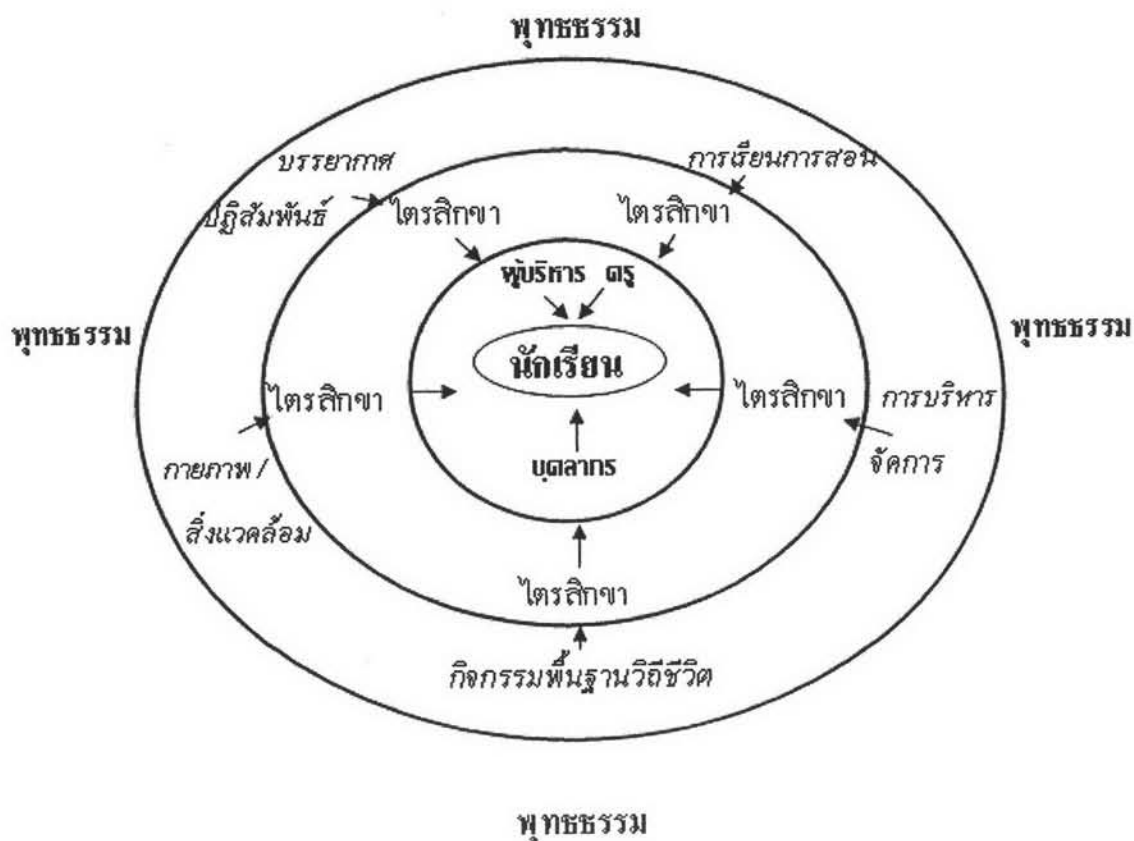 พุทธธรรม
บรรยากาศ
การเรียนการสอน
ปฏิสัมพันธ์
ไตรสิกขา
ไตรสิกขา
ผู้บริหาร ครู
พุทธธรรม
พุทธธรรม
นักเรียน
ไตรสิกขา
ไตรสิกขา
การบริหาร
กายภาพ /
บุคลากร
จัดการ
สิ่งแวดล้อม
ไตรสิกขา
กิจกรรมพื้นฐานวิถีชีวิต
พุทธธรรม